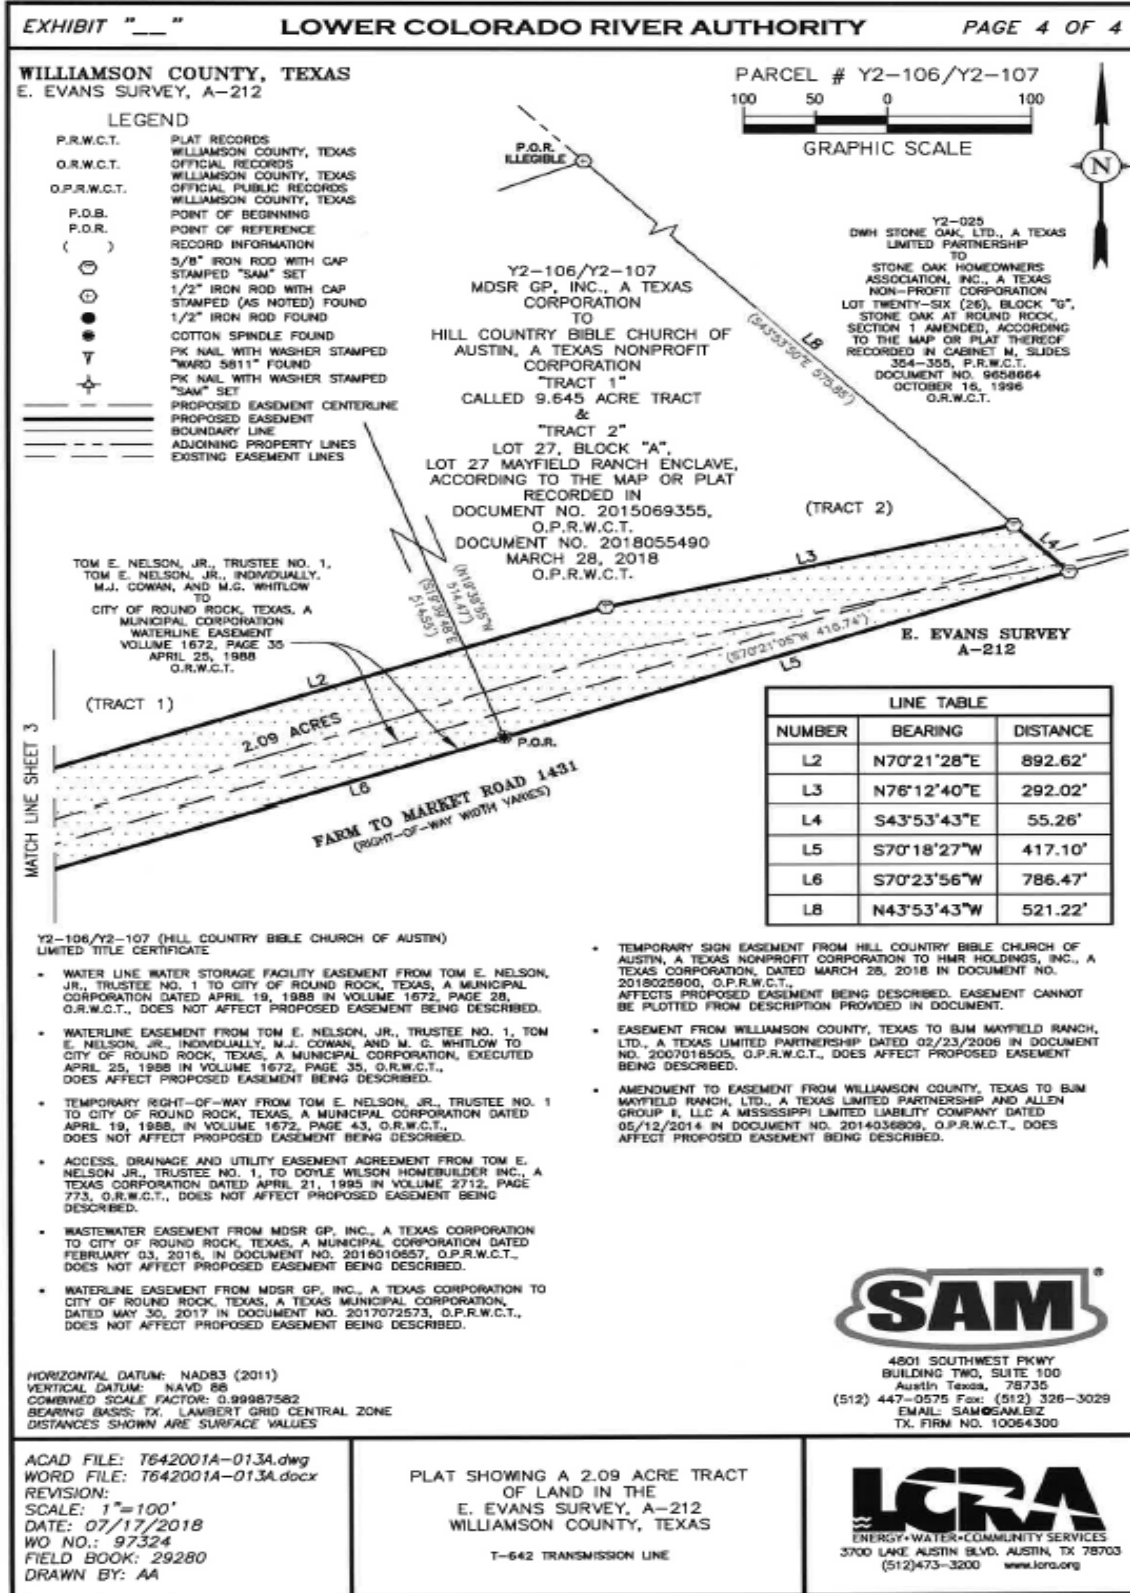 EXHIBIT "__"
LOWER COLORADO RIVER AUTHORITY
PAGE 4 OF 4
WILLIAMSON COUNTY, TEXAS
E. EVANS SURVEY, A-212
PARCEL # Y2-106/Y2-107
100 50 0 100
GRAPHIC SCALE
N
LEGEND
P.R.W.C.T. PLAT RECORDS
WILLIAMSON COUNTY, TEXAS
O.R.W.C.T. OFFICIAL RECORDS
WILLIAMSON COUNTY, TEXAS
O.P.R.W.C.T. OFFICIAL PUBLIC RECORDS
WILLIAMSON COUNTY, TEXAS
P.O.B. POINT OF BEGINNING
P.O.R. POINT OF REFERENCE
( ) RECORD INFORMATION
5/8" IRON ROD WITH CAP
STAMPED "SAM" SET
1/2" IRON ROD WITH CAP
STAMPED (AS NOTED) FOUND
1/2" IRON ROD FOUND
COTTON SPINDLE FOUND
PK NAIL WITH WASHER STAMPED
"WARD 5811" FOUND
PK NAIL WITH WASHER STAMPED
"SAM" SET
PROPOSED EASEMENT CENTERLINE
PROPOSED EASEMENT
BOUNDARY LINE
ADJOINING PROPERTY LINES
EXISTING EASEMENT LINES
P.O.R.
ILLEGIBLE
Y2-106/Y2-107
MDSR GP, INC., A TEXAS
CORPORATION
TO
HILL COUNTRY BIBLE CHURCH OF
AUSTIN, A TEXAS NONPROFIT
CORPORATION
"TRACT 1"
CALLED 9.645 ACRE TRACT
&
"TRACT 2"
LOT 27, BLOCK "A",
LOT 27 MAYFIELD RANCH ENCLAVE,
ACCORDING TO THE MAP OR PLAT
RECORDED IN
DOCUMENT NO. 2015069355,
O.P.R.W.C.T.
DOCUMENT NO. 2018055490
MARCH 28, 2018
O.P.R.W.C.T.
L8
(S43°53'50"E 575.85')
Y2-025
DWH STONE OAK, LTD., A TEXAS
LIMITED PARTNERSHIP
TO
STONE OAK HOMEOWNERS
ASSOCIATION, INC., A TEXAS
NON-PROFIT CORPORATION
LOT TWENTY-SIX (26), BLOCK "G",
STONE OAK AT ROUND ROCK,
SECTION 1 AMENDED, ACCORDING
TO THE MAP OR PLAT THEREOF
RECORDED IN CABINET M, SLIDES
354-355, P.R.W.C.T.
DOCUMENT NO. 9658664
OCTOBER 16, 1996
O.R.W.C.T.
(TRACT 2)
L3
L4
TOM E. NELSON, JR., TRUSTEE NO. 1,
TOM E. NELSON, JR., INDIVIDUALLY,
M.J. COWAN, AND M.G. WHITLOW
TO
CITY OF ROUND ROCK, TEXAS, A
MUNICIPAL CORPORATION
WATERLINE EASEMENT
VOLUME 1672, PAGE 35
APRIL 25, 1988
O.R.W.C.T.
514.47')
514.55')
(S70°21'05"W 416.74')
L5
E. EVANS SURVEY
A-212
L2
(TRACT 1)
2.09 ACRES
P.O.R.
L6
FARM TO MARKET ROAD 1431
(RIGHT-OF-WAY WIDTH VARIES)
MATCH LINE SHEET 3
LINE TABLE
NUMBER BEARING DISTANCE
L2 N70°21'28"E 892.62'
L3 N76°12'40"E 292.02'
L4 S43°53'43"E 55.26'
L5 S70°18'27"W 417.10'
L6 S70°23'56"W 786.47'
L8 N43°53'43"W 521.22'
Y2-106/Y2-107 (HILL COUNTRY BIBLE CHURCH OF AUSTIN)
LIMITED TITLE CERTIFICATE
• WATER LINE WATER STORAGE FACILITY EASEMENT FROM TOM E. NELSON,
JR., TRUSTEE NO. 1 TO CITY OF ROUND ROCK, TEXAS, A MUNICIPAL
CORPORATION DATED APRIL 19, 1988 IN VOLUME 1672, PAGE 28,
O.R.W.C.T., DOES NOT AFFECT PROPOSED EASEMENT BEING DESCRIBED.
• WATERLINE EASEMENT FROM TOM E. NELSON, JR., TRUSTEE NO. 1, TOM
E. NELSON, JR., INDIVIDUALLY, M.J. COWAN, AND M. G. WHITLOW TO
CITY OF ROUND ROCK, TEXAS, A MUNICIPAL CORPORATION, EXECUTED
APRIL 25, 1988 IN VOLUME 1672, PAGE 35, O.R.W.C.T.,
DOES AFFECT PROPOSED EASEMENT BEING DESCRIBED.
• TEMPORARY RIGHT-OF-WAY FROM TOM E. NELSON, JR., TRUSTEE NO. 1
TO CITY OF ROUND ROCK, TEXAS, A MUNICIPAL CORPORATION DATED
APRIL 19, 1988, IN VOLUME 1672, PAGE 43, O.R.W.C.T.,
DOES NOT AFFECT PROPOSED EASEMENT BEING DESCRIBED.
• ACCESS, DRAINAGE AND UTILITY EASEMENT AGREEMENT FROM TOM E.
NELSON JR., TRUSTEE NO. 1, TO DOYLE WILSON HOMEBUILDER INC., A
TEXAS CORPORATION DATED APRIL 21, 1995 IN VOLUME 2712, PAGE
773, O.R.W.C.T., DOES NOT AFFECT PROPOSED EASEMENT BEING
DESCRIBED.
• WASTEWATER EASEMENT FROM MDSR GP, INC., A TEXAS CORPORATION
TO CITY OF ROUND ROCK, TEXAS, A MUNICIPAL CORPORATION DATED
FEBRUARY 03, 2016, IN DOCUMENT NO. 2016010657, O.P.R.W.C.T.,
DOES NOT AFFECT PROPOSED EASEMENT BEING DESCRIBED.
• WATERLINE EASEMENT FROM MDSR GP, INC., A TEXAS CORPORATION TO
CITY OF ROUND ROCK, TEXAS, A TEXAS MUNICIPAL CORPORATION,
DATED MAY 30, 2017 IN DOCUMENT NO. 2017072573, O.P.R.W.C.T.,
DOES NOT AFFECT PROPOSED EASEMENT BEING DESCRIBED.
• TEMPORARY SIGN EASEMENT FROM HILL COUNTRY BIBLE CHURCH OF
AUSTIN, A TEXAS NONPROFIT CORPORATION TO HMR HOLDINGS, INC., A
TEXAS CORPORATION, DATED MARCH 28, 2018 IN DOCUMENT NO.
2018025900, O.P.R.W.C.T.,
AFFECTS PROPOSED EASEMENT BEING DESCRIBED. EASEMENT CANNOT
BE PLOTTED FROM DESCRIPTION PROVIDED IN DOCUMENT.
• EASEMENT FROM WILLIAMSON COUNTY, TEXAS TO BJM MAYFIELD RANCH,
LTD., A TEXAS LIMITED PARTNERSHIP DATED 02/23/2006 IN DOCUMENT
NO. 2007016505, O.P.R.W.C.T., DOES AFFECT PROPOSED EASEMENT
BEING DESCRIBED.
• AMENDMENT TO EASEMENT FROM WILLIAMSON COUNTY, TEXAS TO BJM
MAYFIELD RANCH, LTD., A TEXAS LIMITED PARTNERSHIP AND ALLEN
GROUP II, LLC A MISSISSIPPI LIMITED LIABILITY COMPANY DATED
05/12/2014 IN DOCUMENT NO. 2014036809, O.P.R.W.C.T., DOES
AFFECT PROPOSED EASEMENT BEING DESCRIBED.
HORIZONTAL DATUM: NAD83 (2011)
VERTICAL DATUM: NAVD 88
COMBINED SCALE FACTOR: 0.99987582
BEARING BASIS: TX. LAMBERT GRID CENTRAL ZONE
DISTANCES SHOWN ARE SURFACE VALUES
SAM®
4801 SOUTHWEST PKWY
BUILDING TWO, SUITE 100
Austin Texas, 78735
(512) 447-0575 Fax: (512) 326-3029
EMAIL: SAM@SAM.BIZ
TX. FIRM NO. 10064300
ACAD FILE: T642001A-013A.dwg
WORD FILE: T642001A-013A.docx
REVISION:
SCALE: 1"=100'
DATE: 07/17/2018
WO NO.: 97324
FIELD BOOK: 29280
DRAWN BY: AA
PLAT SHOWING A 2.09 ACRE TRACT
OF LAND IN THE
E. EVANS SURVEY, A-212
WILLIAMSON COUNTY, TEXAS
T-642 TRANSMISSION LINE
LCRA
ENERGY•WATER•COMMUNITY SERVICES
3700 LAKE AUSTIN BLVD. AUSTIN, TX 78703
(512)473-3200 www.lcra.org